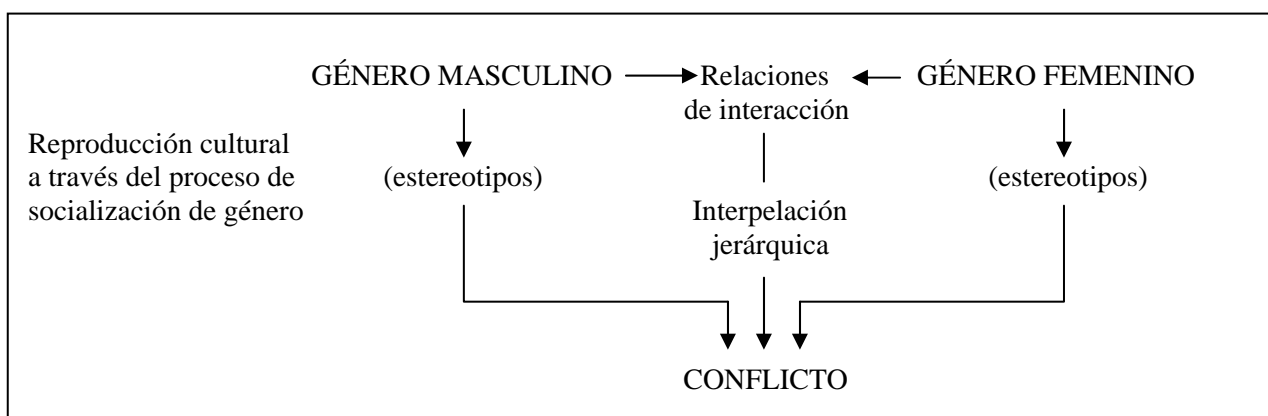 GÉNERO MASCULINO
Relaciones
de interacción
GÉNERO FEMENINO
Reproducción cultural
a través del proceso de
socialización de género
(estereotipos)
(estereotipos)
Interpelación
jerárquica
CONFLICTO